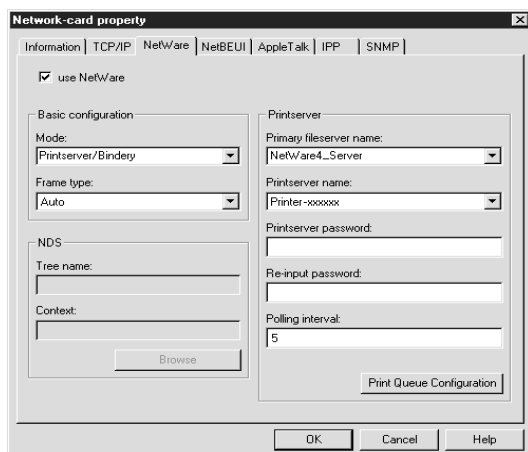 Network-card property
Information TCP/IP NetWare NetBEUI AppleTalk IPP SNMP
use NetWare
Basic configuration
Mode:
Printserver/Bindery
Frame type:
Auto
NDS
Tree name:
Context:
Browse
Printserver
Primary fileserver name:
NetWare4_Server
Printserver name:
Printer-xxxxxx
Printserver password:
Re-input password:
Polling interval:
5
Print Queue Configuration
OK Cancel Help